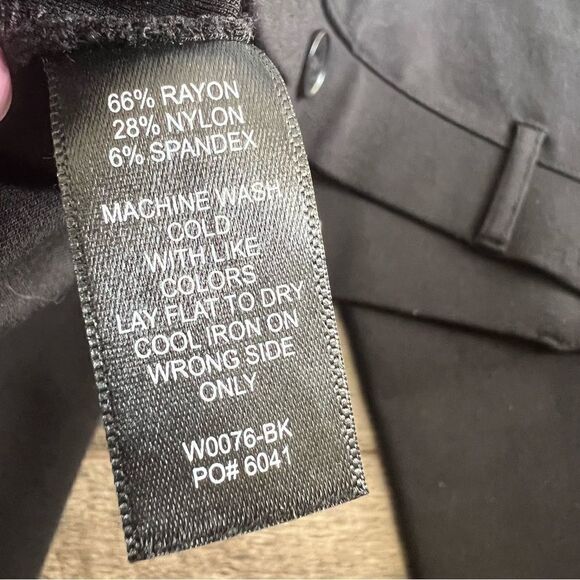 66% RAYON
28% NYLON
6% SPANDEX
MACHINE WASH
COLD
WITH LIKE
COLORS
LAY FLAT TO DRY
COOL IRON ON
WRONG SIDE
ONLY
W0076-BK
PO# 6041